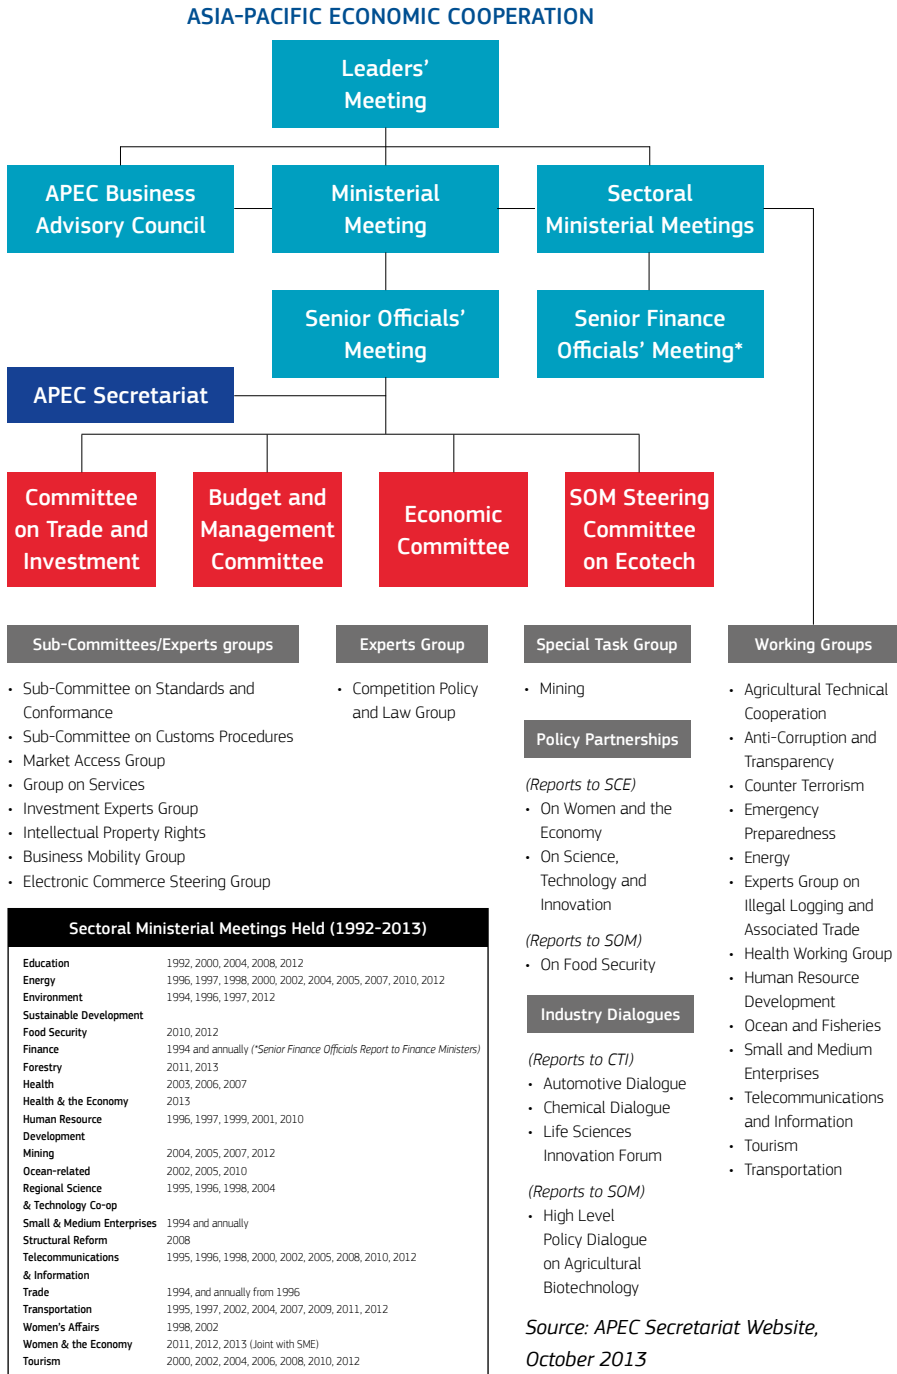 ASIA-PACIFIC ECONOMIC COOPERATION
Leaders'
Meeting
APEC Business
Advisory Council
Ministerial
Meeting
Sectoral
Ministerial Meetings
Senior Officials'
Meeting
Senior Finance
Officials' Meeting*
APEC Secretariat
Committee
on Trade and
Investment
Budget and
Management
Committee
Economic
Committee
SOM Steering
Committee
on Ecotech
Sub-Committees/Experts groups
• Sub-Committee on Standards and
Conformance
• Sub-Committee on Customs Procedures
• Market Access Group
• Group on Services
• Investment Experts Group
• Intellectual Property Rights
• Business Mobility Group
• Electronic Commerce Steering Group
Experts Group
• Competition Policy
and Law Group
Special Task Group
• Mining
Policy Partnerships
(Reports to SCE)
• On Women and the
Economy
• On Science,
Technology and
Innovation
(Reports to SOM)
• On Food Security
Industry Dialogues
(Reports to CTI)
• Automotive Dialogue
• Chemical Dialogue
• Life Sciences
Innovation Forum
(Reports to SOM)
• High Level
Policy Dialogue
on Agricultural
Biotechnology
Working Groups
• Agricultural Technical
Cooperation
• Anti-Corruption and
Transparency
• Counter Terrorism
• Emergency
Preparedness
• Energy
• Experts Group on
Illegal Logging and
Associated Trade
• Health Working Group
• Human Resource
Development
• Ocean and Fisheries
• Small and Medium
Enterprises
• Telecommunications
and Information
• Tourism
• Transportation
Sectoral Ministerial Meetings Held (1992-2013)
Education 1992, 2000, 2004, 2008, 2012
Energy 1996, 1997, 1998, 2000, 2002, 2004, 2005, 2007, 2010, 2012
Environment 1994, 1996, 1997, 2012
Sustainable Development
Food Security 2010, 2012
Finance 1994 and annually (*Senior Finance Officials Report to Finance Ministers)
Forestry 2011, 2013
Health 2003, 2006, 2007
Health & the Economy 2013
Human Resource 1996, 1997, 1999, 2001, 2010
Development
Mining 2004, 2005, 2007, 2012
Ocean-related 2002, 2005, 2010
Regional Science 1995, 1996, 1998, 2004
& Technology Co-op
Small & Medium Enterprises 1994 and annually
Structural Reform 2008
Telecommunications 1995, 1996, 1998, 2000, 2002, 2005, 2008, 2010, 2012
& Information
Trade 1994, and annually from 1996
Transportation 1995, 1997, 2002, 2004, 2007, 2009, 2011, 2012
Women's Affairs 1998, 2002
Women & the Economy 2011, 2012, 2013 (Joint with SME)
Tourism 2000, 2002, 2004, 2006, 2008, 2010, 2012
Source: APEC Secretariat Website,
October 2013